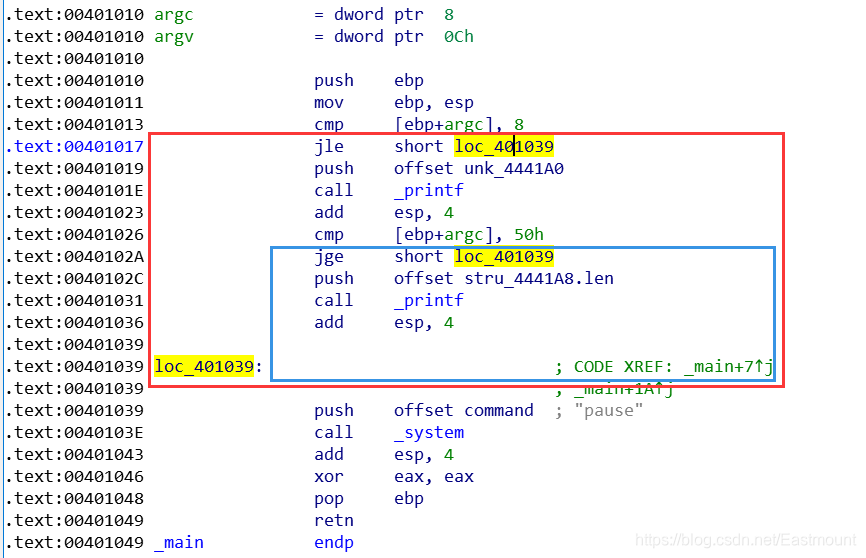 .text:00401010 argc = dword ptr 8
.text:00401010 argv = dword ptr 0Ch
.text:00401010
.text:00401010 push ebp
.text:00401011 mov ebp, esp
.text:00401013 cmp [ebp+argc], 8
.text:00401017 jle short loc_401039
.text:00401019 push offset unk_4441A0
.text:0040101E call _printf
.text:00401023 add esp, 4
.text:00401026 cmp [ebp+argc], 50h
.text:0040102A jge short loc_401039
.text:0040102C push offset stru_4441A8.len
.text:00401031 call _printf
.text:00401036 add esp, 4
.text:00401039
.text:00401039 loc_401039: ; CODE XREF: _main+7↑j
.text:00401039 ; _main+1A↑j
.text:00401039 push offset command ; "pause"
.text:0040103E call _system
.text:00401043 add esp, 4
.text:00401046 xor eax, eax
.text:00401048 pop ebp
.text:00401049 retn
.text:00401049 _main endp
https://blog.csdn.net/Eastmount